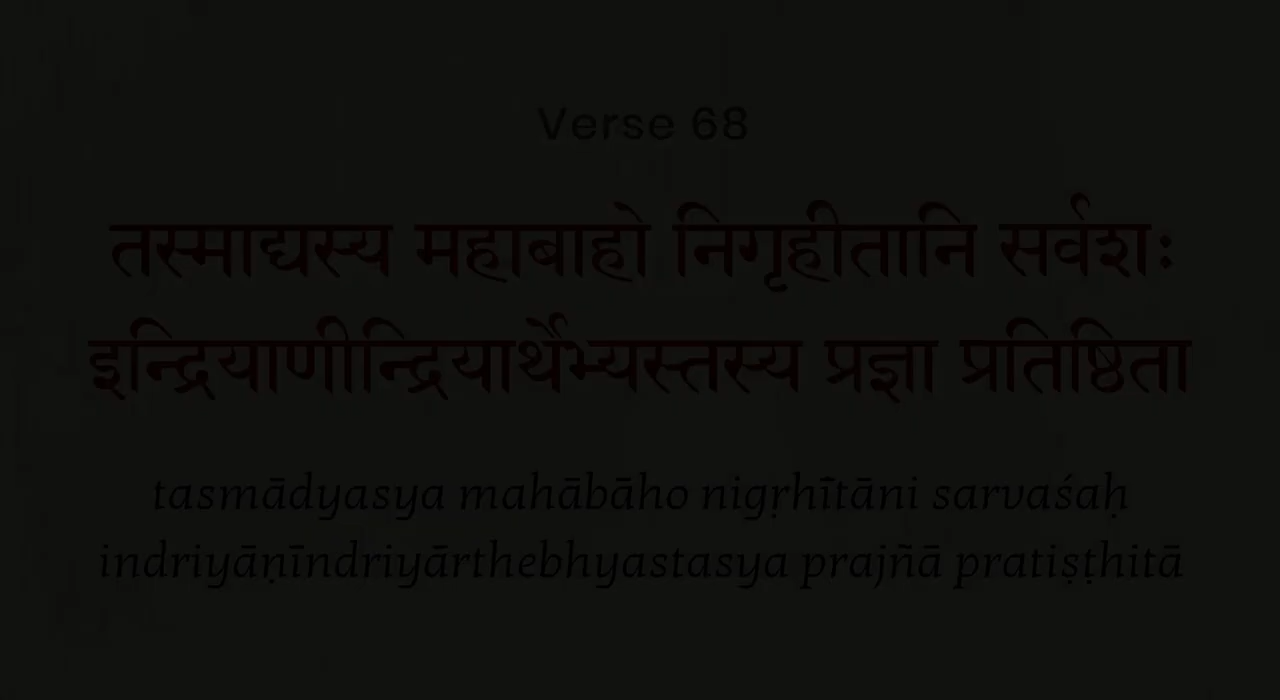 Verse 68
तस्माद्यस्य महाबाहो निगृहीतानि सर्वशः
इन्द्रियाणीन्द्रियार्थेभ्यस्तस्य प्रज्ञा प्रतिष्ठिता
tasmādyasya mahābāho nigṛhītāni sarvaśaḥ
indriyāṇīndriyārthebhyastasya prajñā pratiṣṭhitā